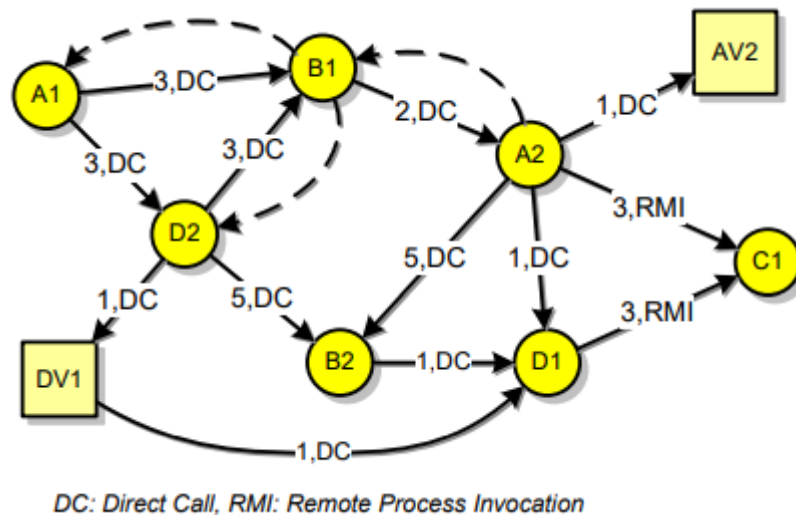 B1
AV2
A1
3,DC
2,DC
1,DC
A2
3,DC
3,DC
3,RMI
D2
C1
5,DC
1,DC
1,DC
5,DC
3,RMI
B2
1,DC
D1
DV1
1,DC
DC: Direct Call, RMI: Remote Process Invocation